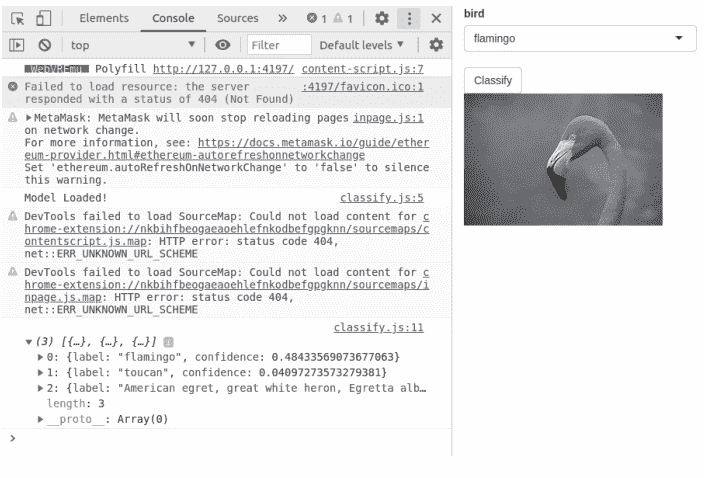 Elements Console Sources » 1 1
top Filter Default levels
WebVREmu Polyfill http://127.0.0.1:4197/ content-script.js:7
Failed to load resource: the server :4197/favicon.ico:1
responded with a status of 404 (Not Found)
MetaMask: MetaMask will soon stop reloading pages inpage.js:1
on network change.
For more information, see: https://docs.metamask.io/guide/ether
eum-provider.html#ethereum-autorefreshonnetworkchange
Set 'ethereum.autoRefreshOnNetworkChange' to 'false' to silence
this warning.
Model Loaded! classify.js:5
DevTools failed to load SourceMap: Could not load content for c
hrome-extension://nkbihfbeogaeaoehlefnkodbefgpgknn/sourcemaps/c
ontentscript.js.map: HTTP error: status code 404,
net::ERR_UNKNOWN_URL_SCHEME
DevTools failed to load SourceMap: Could not load content for c
hrome-extension://nkbihfbeogaeaoehlefnkodbefgpgknn/sourcemaps/i
npage.js.map: HTTP error: status code 404,
net::ERR_UNKNOWN_URL_SCHEME
classify.js:11
(3) [{…}, {…}, {…}] i
0: {label: "flamingo", confidence: 0.48433569073677063}
1: {label: "toucan", confidence: 0.04097273573279381}
2: {label: "American egret, great white heron, Egretta alb…
length: 3
__proto__: Array(0)
bird
flamingo
Classify